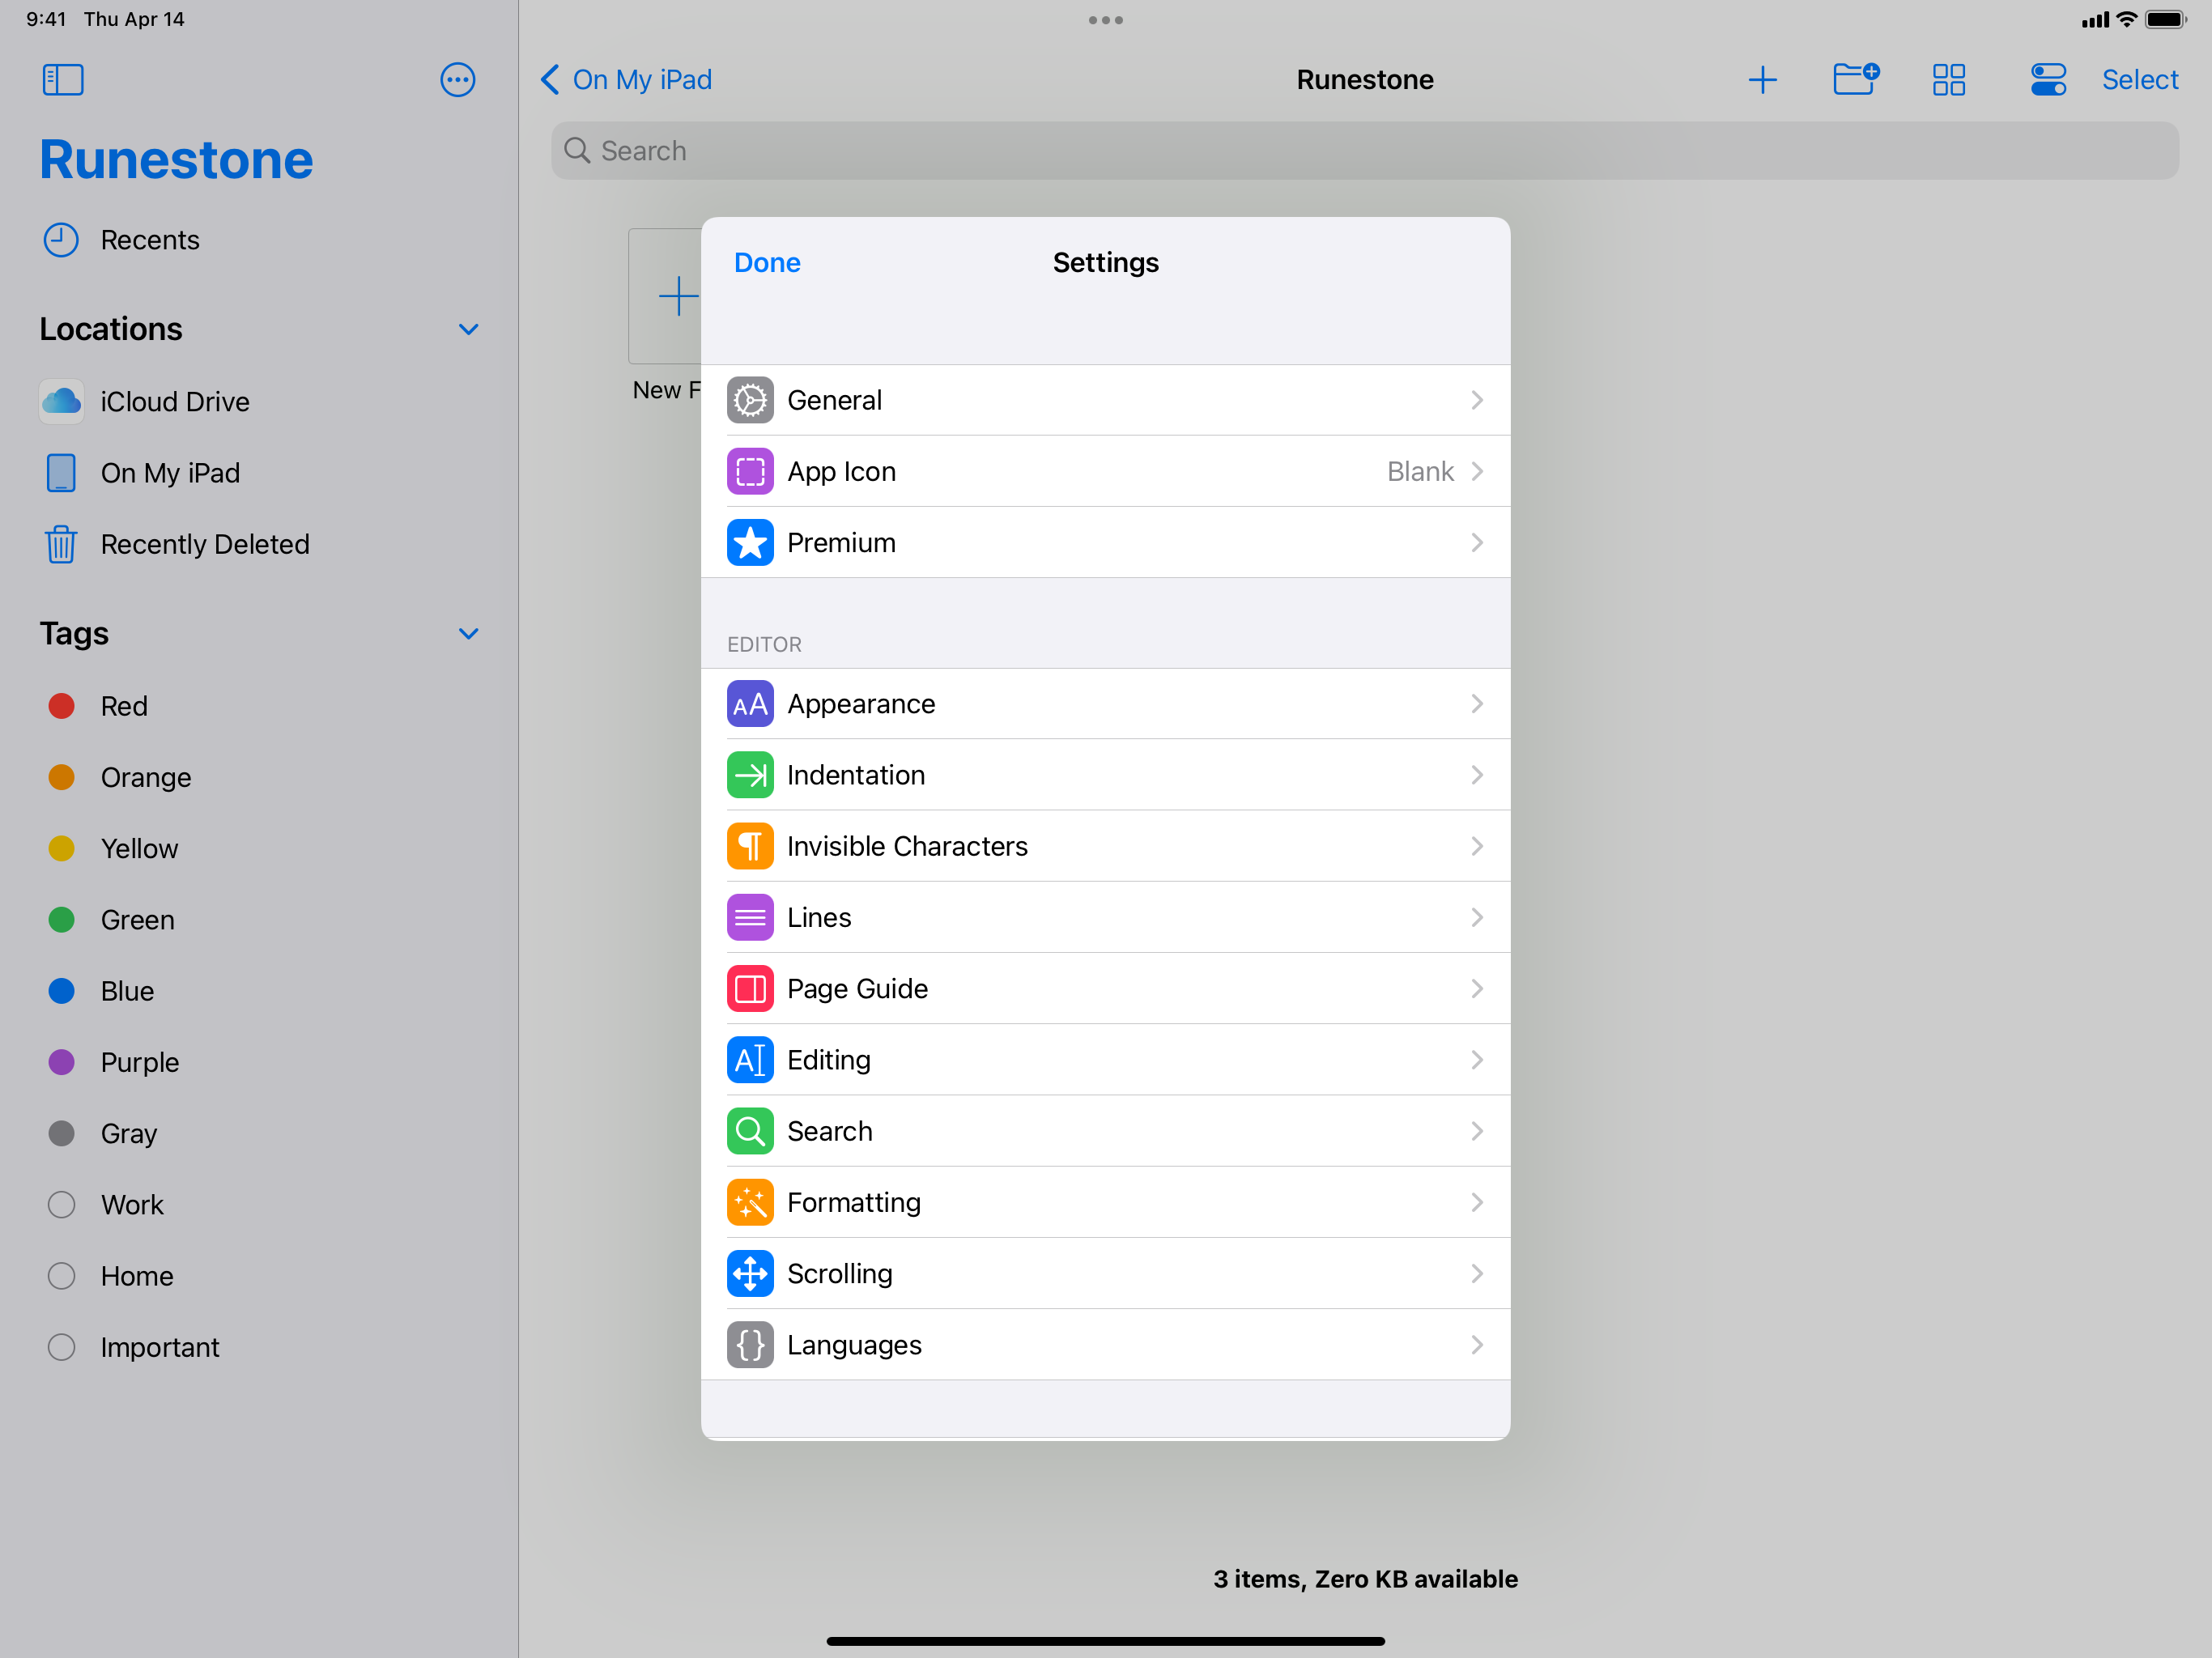 9:41 Thu Apr 14
Runestone
Recents
Locations
iCloud Drive
On My iPad
Recently Deleted
Tags
Red
Orange
Yellow
Green
Blue
Purple
Gray
Work
Home
Important
On My iPad
Runestone
Select
Search
New F
Done
Settings
General
App Icon
Blank
Premium
EDITOR
Appearance
Indentation
Invisible Characters
Lines
Page Guide
Editing
Search
Formatting
Scrolling
Languages
3 items, Zero KB available